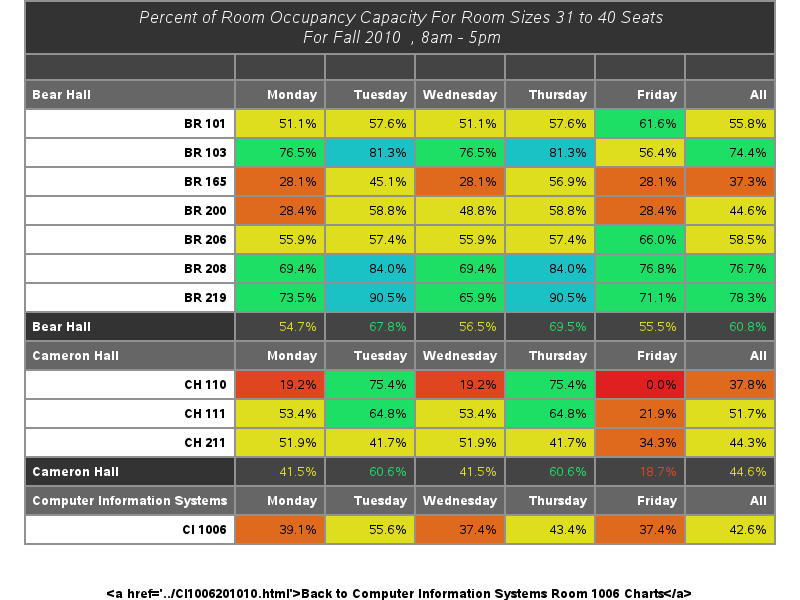 Percent of Room Occupancy Capacity For Room Sizes 31 to 40 Seats
For Fall 2010 , 8am - 5pm
Bear Hall Monday Tuesday Wednesday Thursday Friday All
BR 101 51.1% 57.6% 51.1% 57.6% 61.6% 55.8%
BR 103 76.5% 81.3% 76.5% 81.3% 56.4% 74.4%
BR 165 28.1% 45.1% 28.1% 56.9% 28.1% 37.3%
BR 200 28.4% 58.8% 48.8% 58.8% 28.4% 44.6%
BR 206 55.9% 57.4% 55.9% 57.4% 66.0% 58.5%
BR 208 69.4% 84.0% 69.4% 84.0% 76.8% 76.7%
BR 219 73.5% 90.5% 65.9% 90.5% 71.1% 78.3%
Bear Hall 54.7% 67.8% 56.5% 69.5% 55.5% 60.8%
Cameron Hall Monday Tuesday Wednesday Thursday Friday All
CH 110 19.2% 75.4% 19.2% 75.4% 0.0% 37.8%
CH 111 53.4% 64.8% 53.4% 64.8% 21.9% 51.7%
CH 211 51.9% 41.7% 51.9% 41.7% 34.3% 44.3%
Cameron Hall 41.5% 60.6% 41.5% 60.6% 18.7% 44.6%
Computer Information Systems Monday Tuesday Wednesday Thursday Friday All
CI 1006 39.1% 55.6% 37.4% 43.4% 37.4% 42.6%
<a href='../CI1006201010.html'>Back to Computer Information Systems Room 1006 Charts</a>